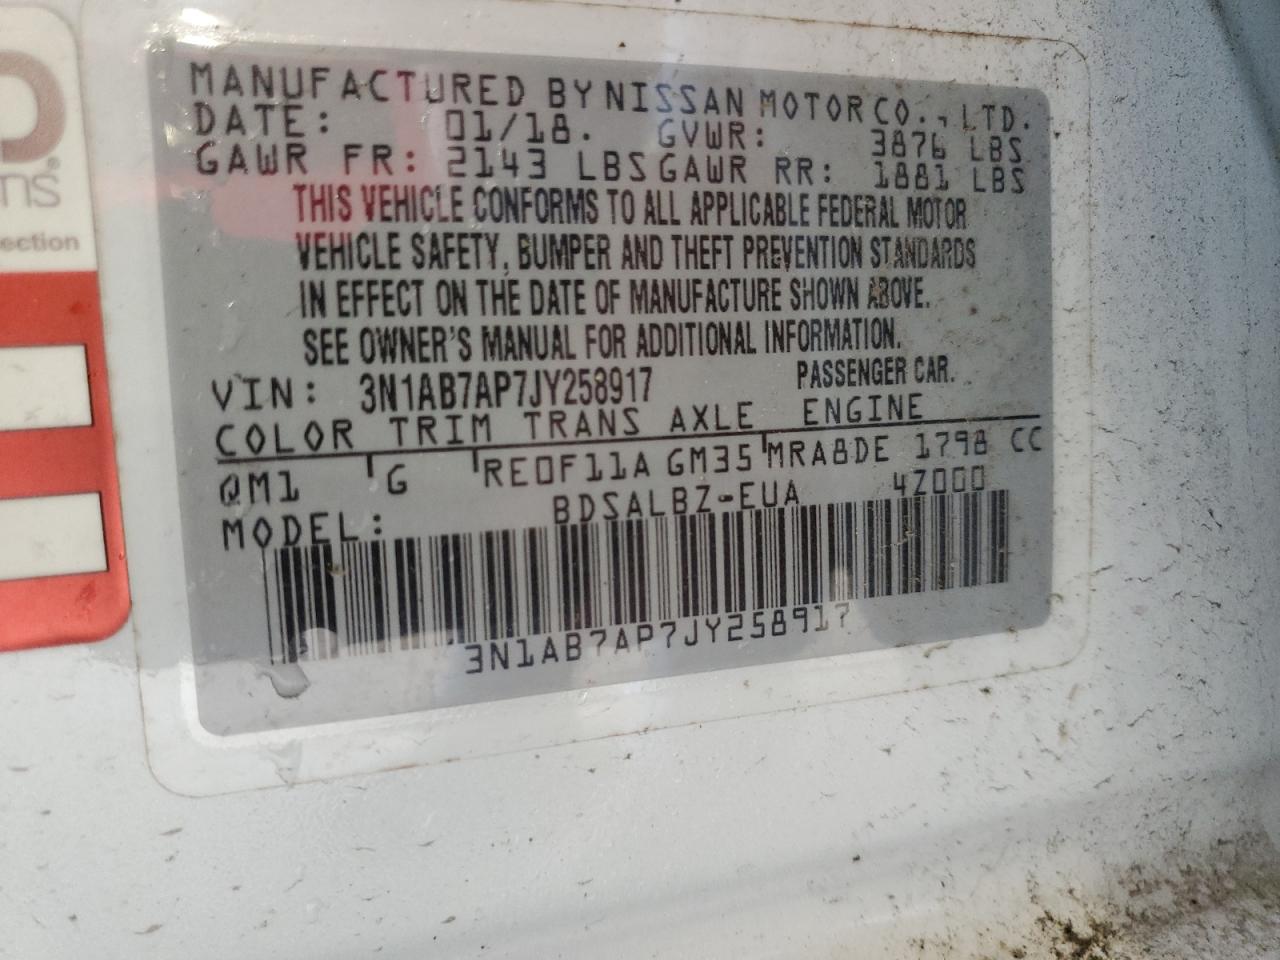 D®
ms
ection
MANUFACTURED BY NISSAN MOTOR CO., LTD.
DATE: 01/18. GVWR: 3876 LBS
GAWR FR: 2143 LBS GAWR RR: 1881 LBS
THIS VEHICLE CONFORMS TO ALL APPLICABLE FEDERAL MOTOR
VEHICLE SAFETY, BUMPER AND THEFT PREVENTION STANDARDS
IN EFFECT ON THE DATE OF MANUFACTURE SHOWN ABOVE.
SEE OWNER'S MANUAL FOR ADDITIONAL INFORMATION.
VIN: 3N1AB7AP7JY258917 PASSENGER CAR.
COLOR TRIM TRANS AXLE ENGINE
QM1 G RE0F11A GM35 MRA8DE 1798 CC
MODEL: BDSALBZ-EUA 4Z000
3N1AB7AP7JY258917